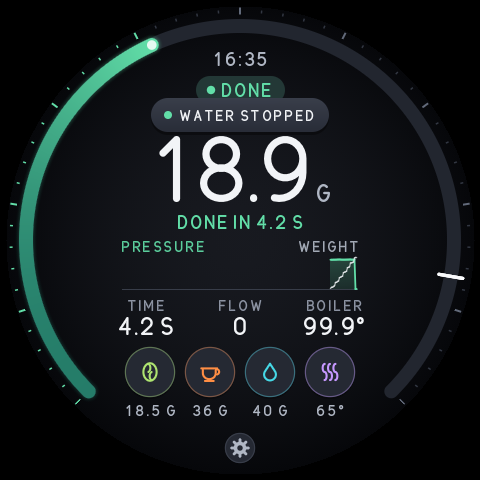 16:35
DONE
WATER STOPPED
18.9 G
DONE IN 4.2 S
PRESSURE WEIGHT
TIME FLOW BOILER
4.2 S 0 99.9°
18.5 G 36 G 40 G 65°